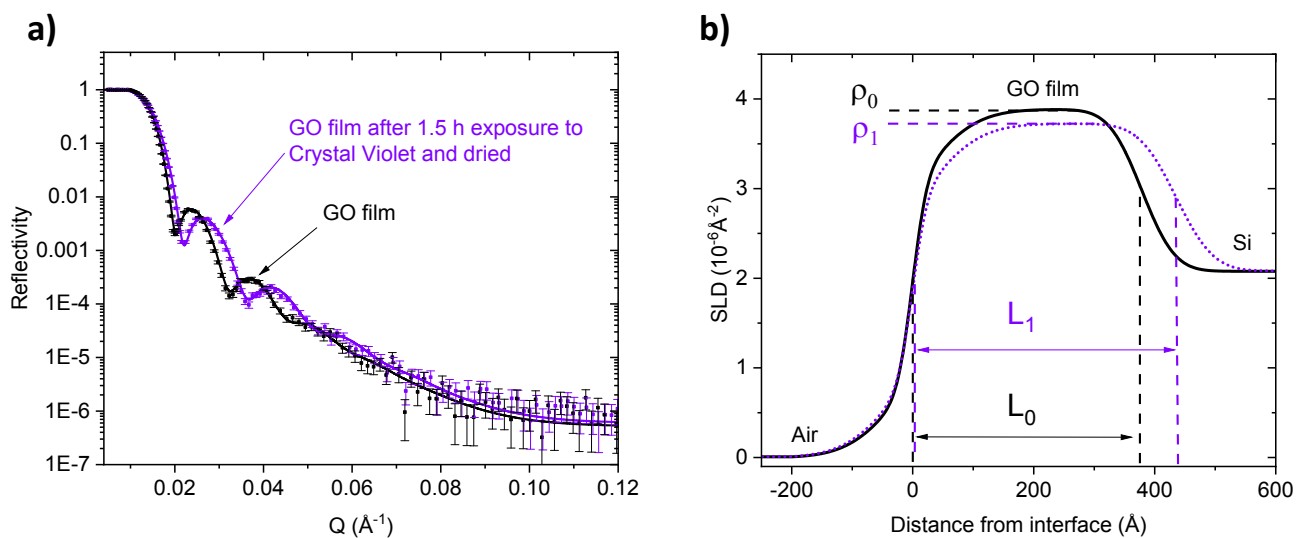 a)
1
0.1
0.01
0.001
1E-4
1E-5
1E-6
1E-7
Reflectivity
GO film after 1.5 h exposure to
Crystal Violet and dried
GO film
0.02 0.04 0.06 0.08 0.10 0.12
Q (Å⁻¹)
b)
4
3
2
1
0
SLD (10⁻⁶Å⁻²)
ρ₀
ρ₁
GO film
Si
L₁
L₀
Air
-200 0 200 400 600
Distance from interface (Å)